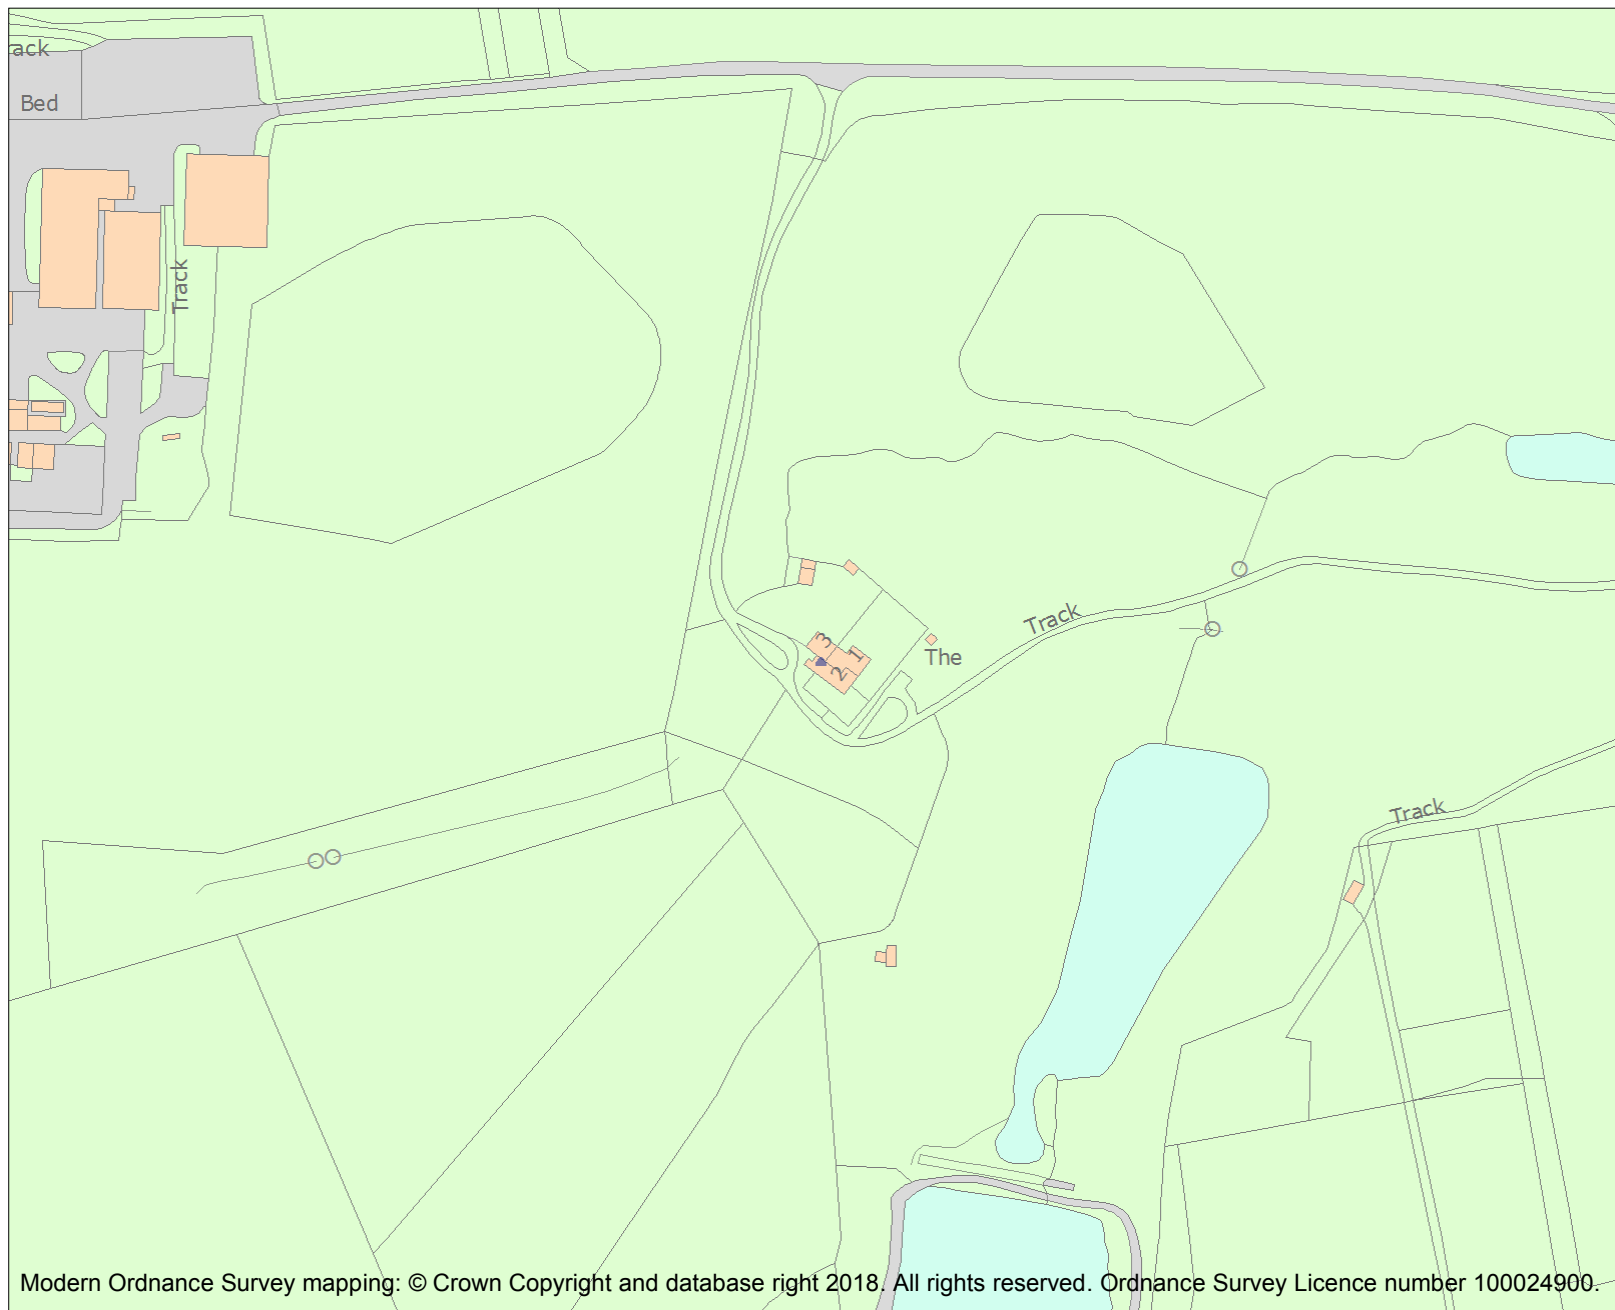 ack
Bed
Track
3
1
2
The
Track
Track
Modern Ordnance Survey mapping: © Crown Copyright and database right 2018. All rights reserved. Ordnance Survey Licence number 100024900.